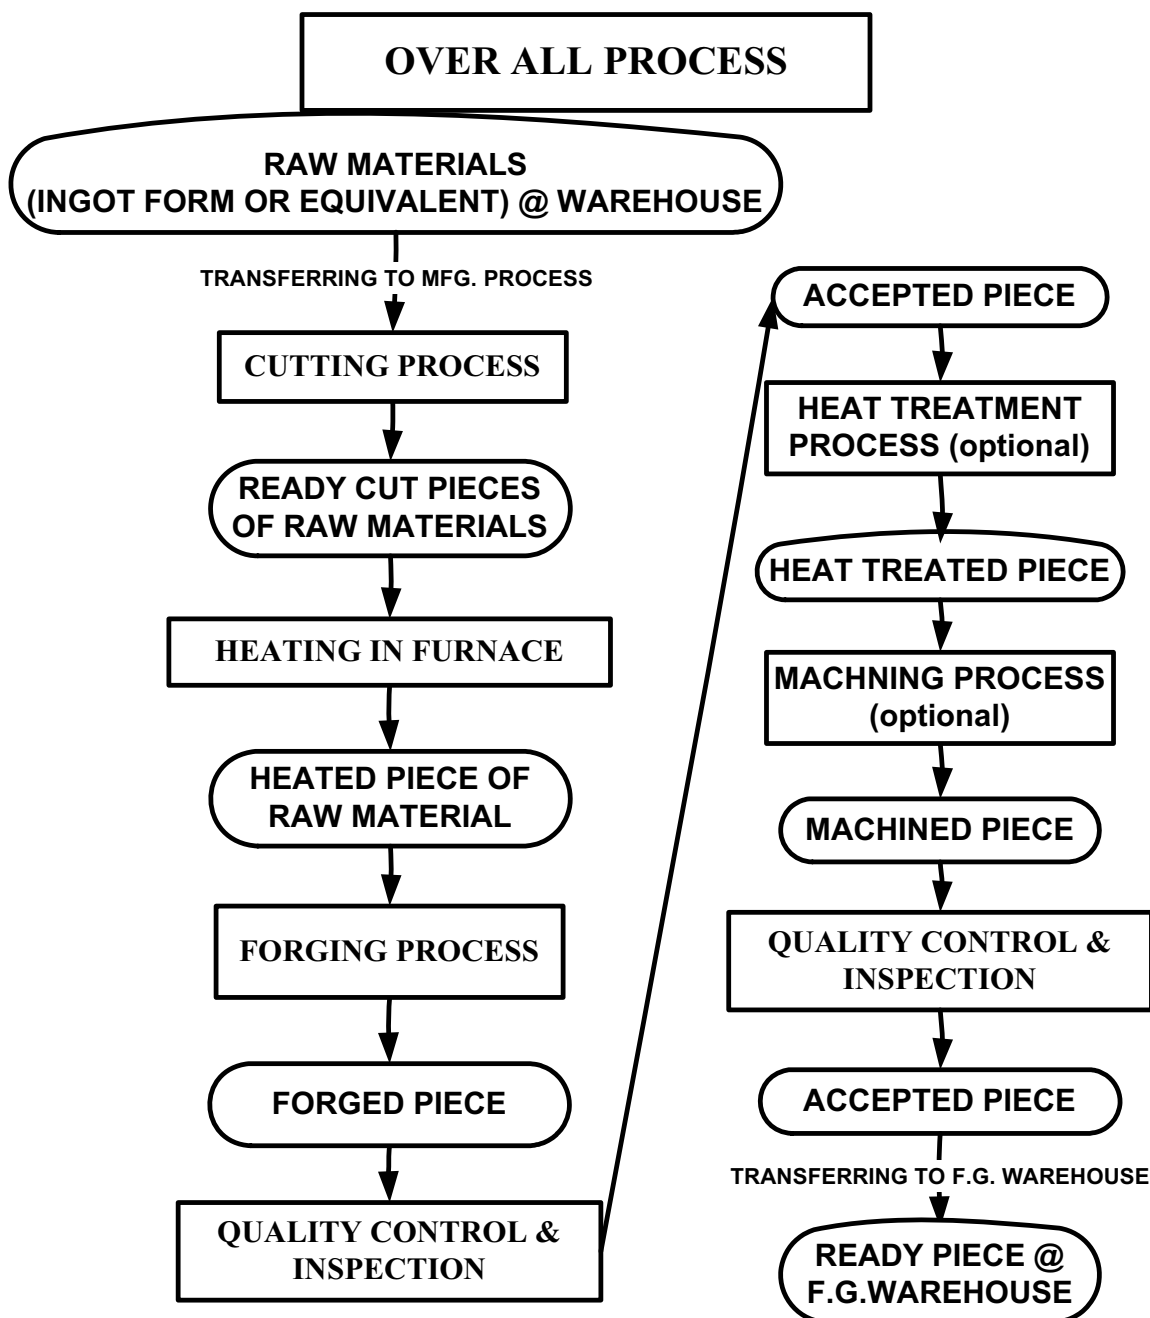 OVER ALL PROCESS
RAW MATERIALS
(INGOT FORM OR EQUIVALENT) @ WAREHOUSE
TRANSFERRING TO MFG. PROCESS
CUTTING PROCESS
READY CUT PIECES
OF RAW MATERIALS
HEATING IN FURNACE
HEATED PIECE OF
RAW MATERIAL
FORGING PROCESS
FORGED PIECE
QUALITY CONTROL &
INSPECTION
ACCEPTED PIECE
HEAT TREATMENT
PROCESS (optional)
HEAT TREATED PIECE
MACHNING PROCESS
(optional)
MACHINED PIECE
QUALITY CONTROL &
INSPECTION
ACCEPTED PIECE
TRANSFERRING TO F.G. WAREHOUSE
READY PIECE @
F.G.WAREHOUSE